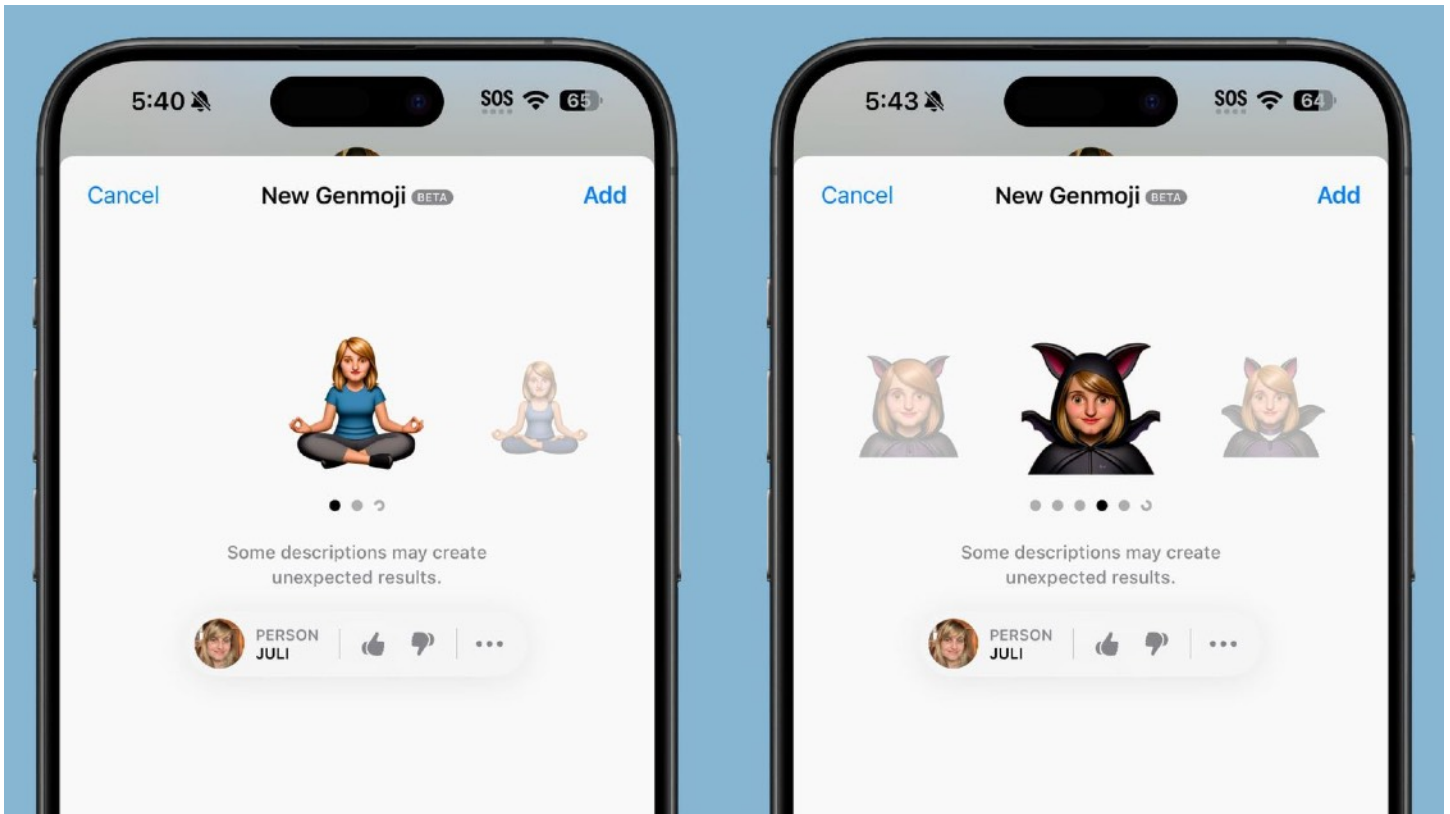 5:40 SOS 65
Cancel New Genmoji BETA Add
Some descriptions may create
unexpected results.
PERSON
JULI
5:43 SOS 64
Cancel New Genmoji BETA Add
Some descriptions may create
unexpected results.
PERSON
JULI